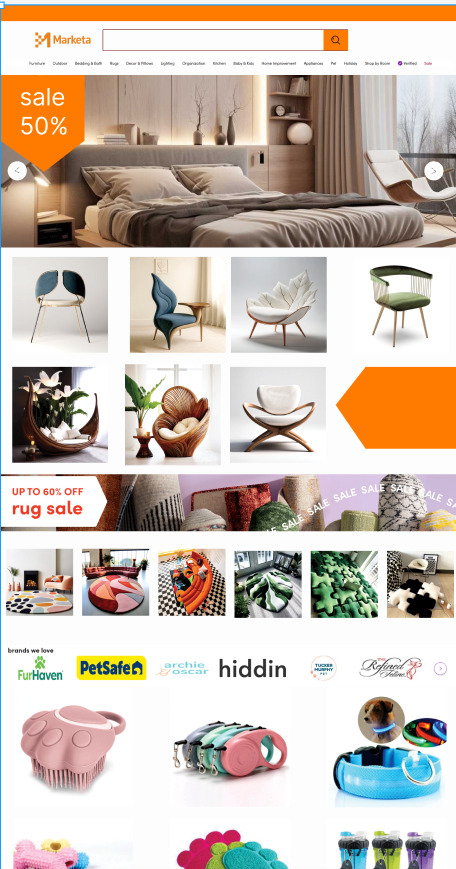 Marketa
Furniture Outdoor Bedding & Bath Rugs Decor & Pillows Lighting Organization Kitchen Baby & Kids Home Improvement Appliances Pet Holiday Shop by Room Verified Sale
sale
50%
<
>
UP TO 60% OFF
rug sale
SALE SALE SALE SALE SALE SALE
brands we love
FurHaven
PetSafe
archie
oscar
hiddin
TUCKER
MURPHY
PET
Refined
Feline
>